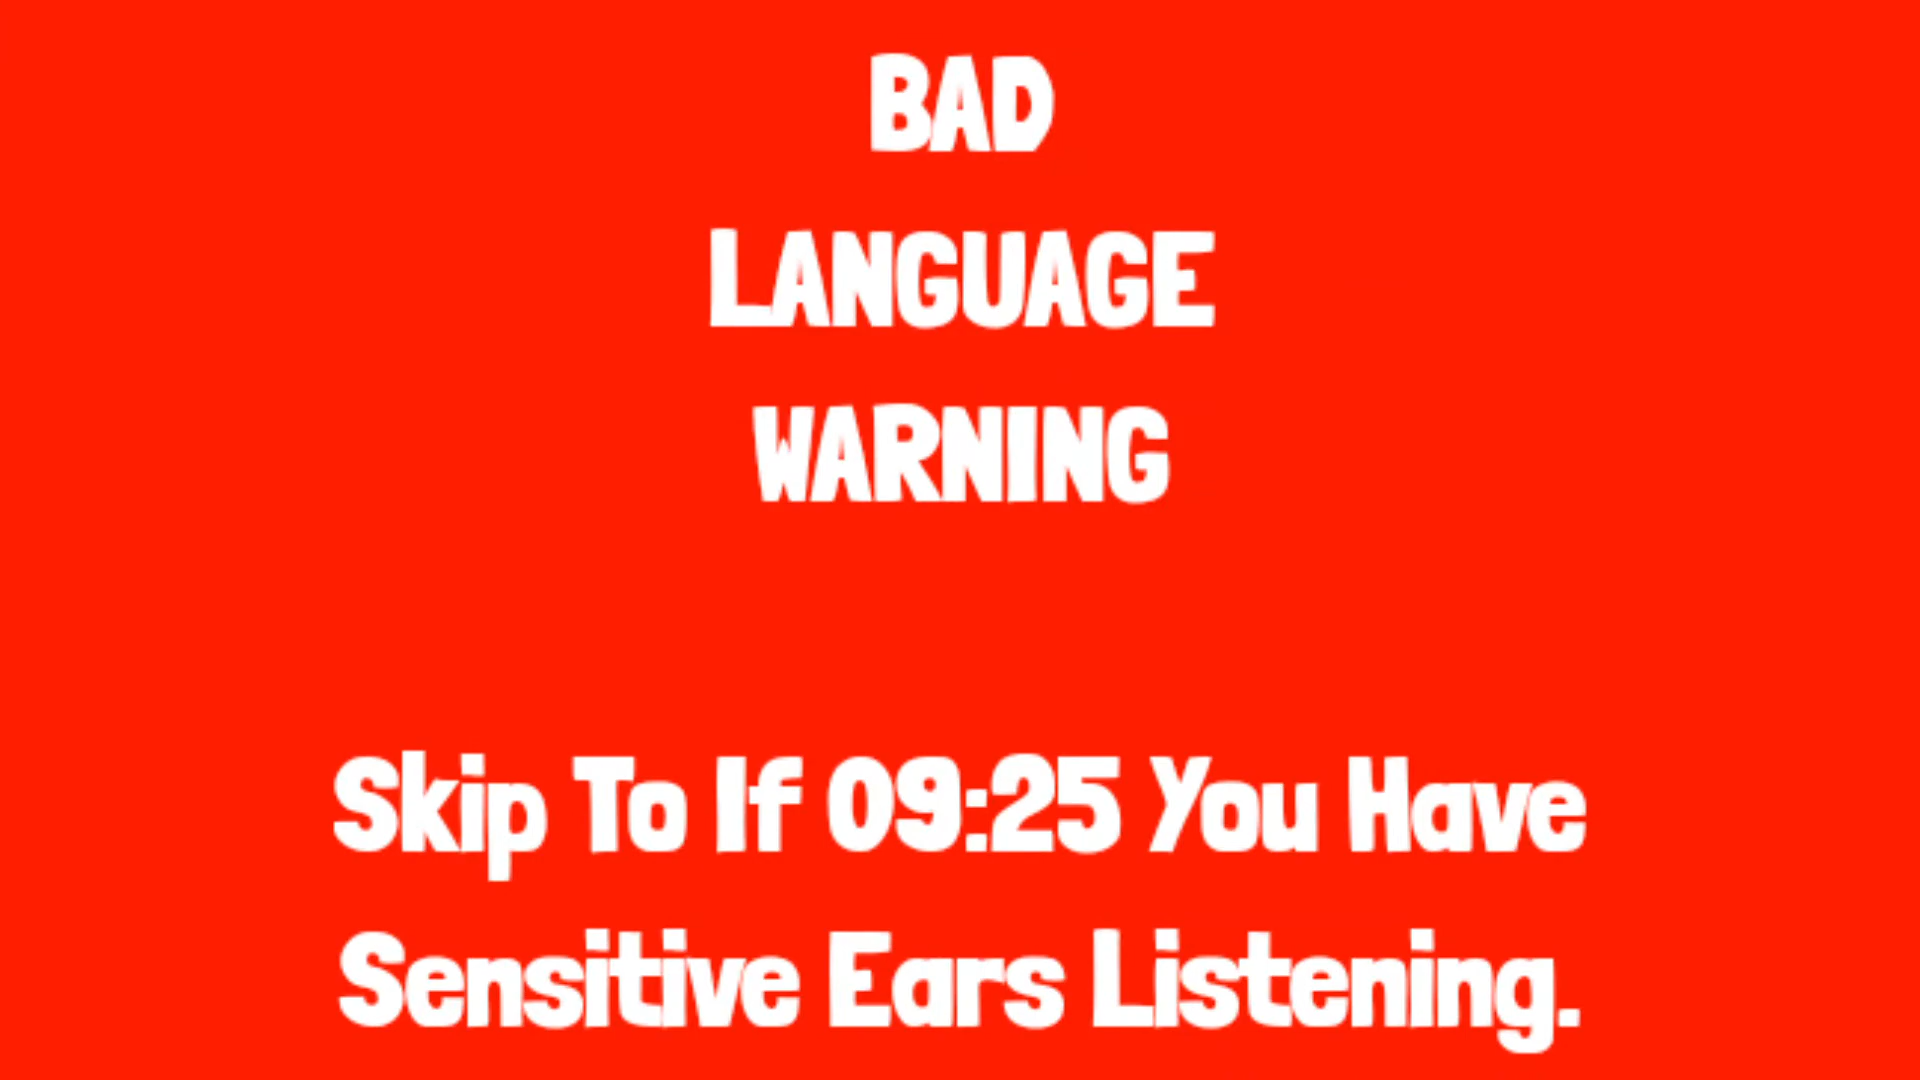 BAD
LANGUAGE
WARNING
Skip To If 09:25 You Have
Sensitive Ears Listening.